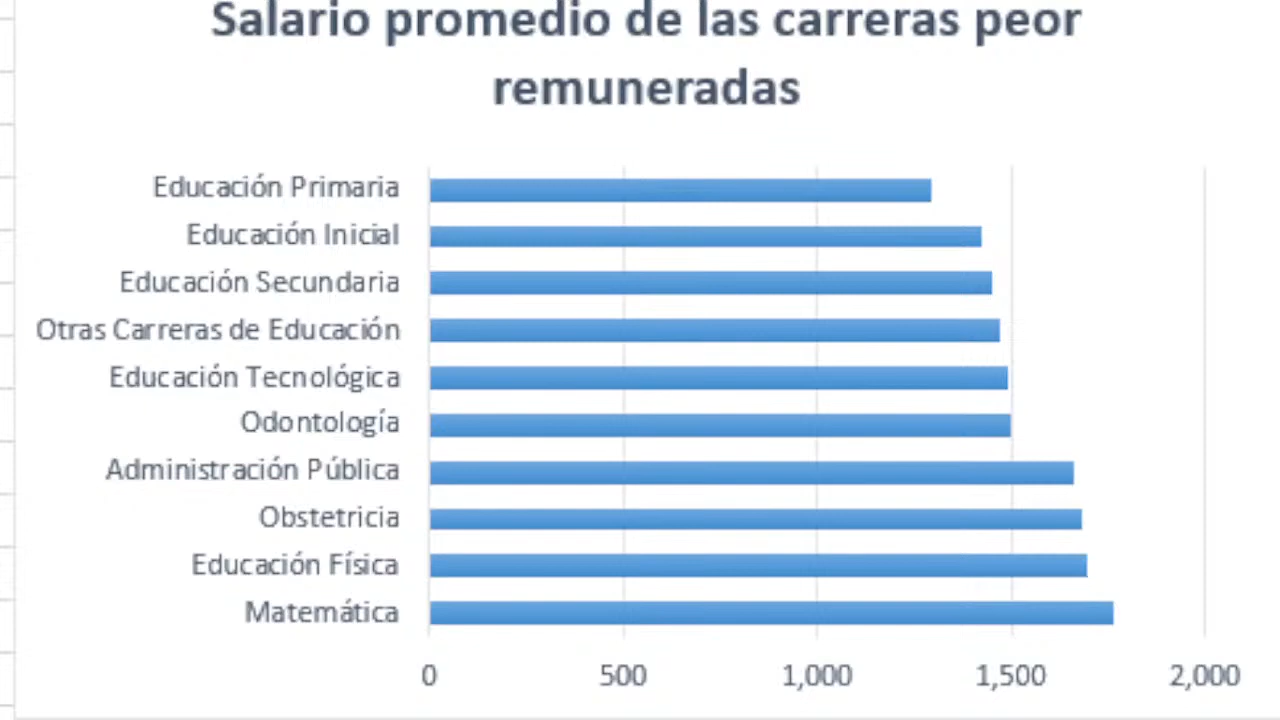 Salario promedio de las carreras peor
remuneradas
Educación Primaria
Educación Inicial
Educación Secundaria
Otras Carreras de Educación
Educación Tecnológica
Odontología
Administración Pública
Obstetricia
Educación Física
Matemática
0 500 1,000 1,500 2,000